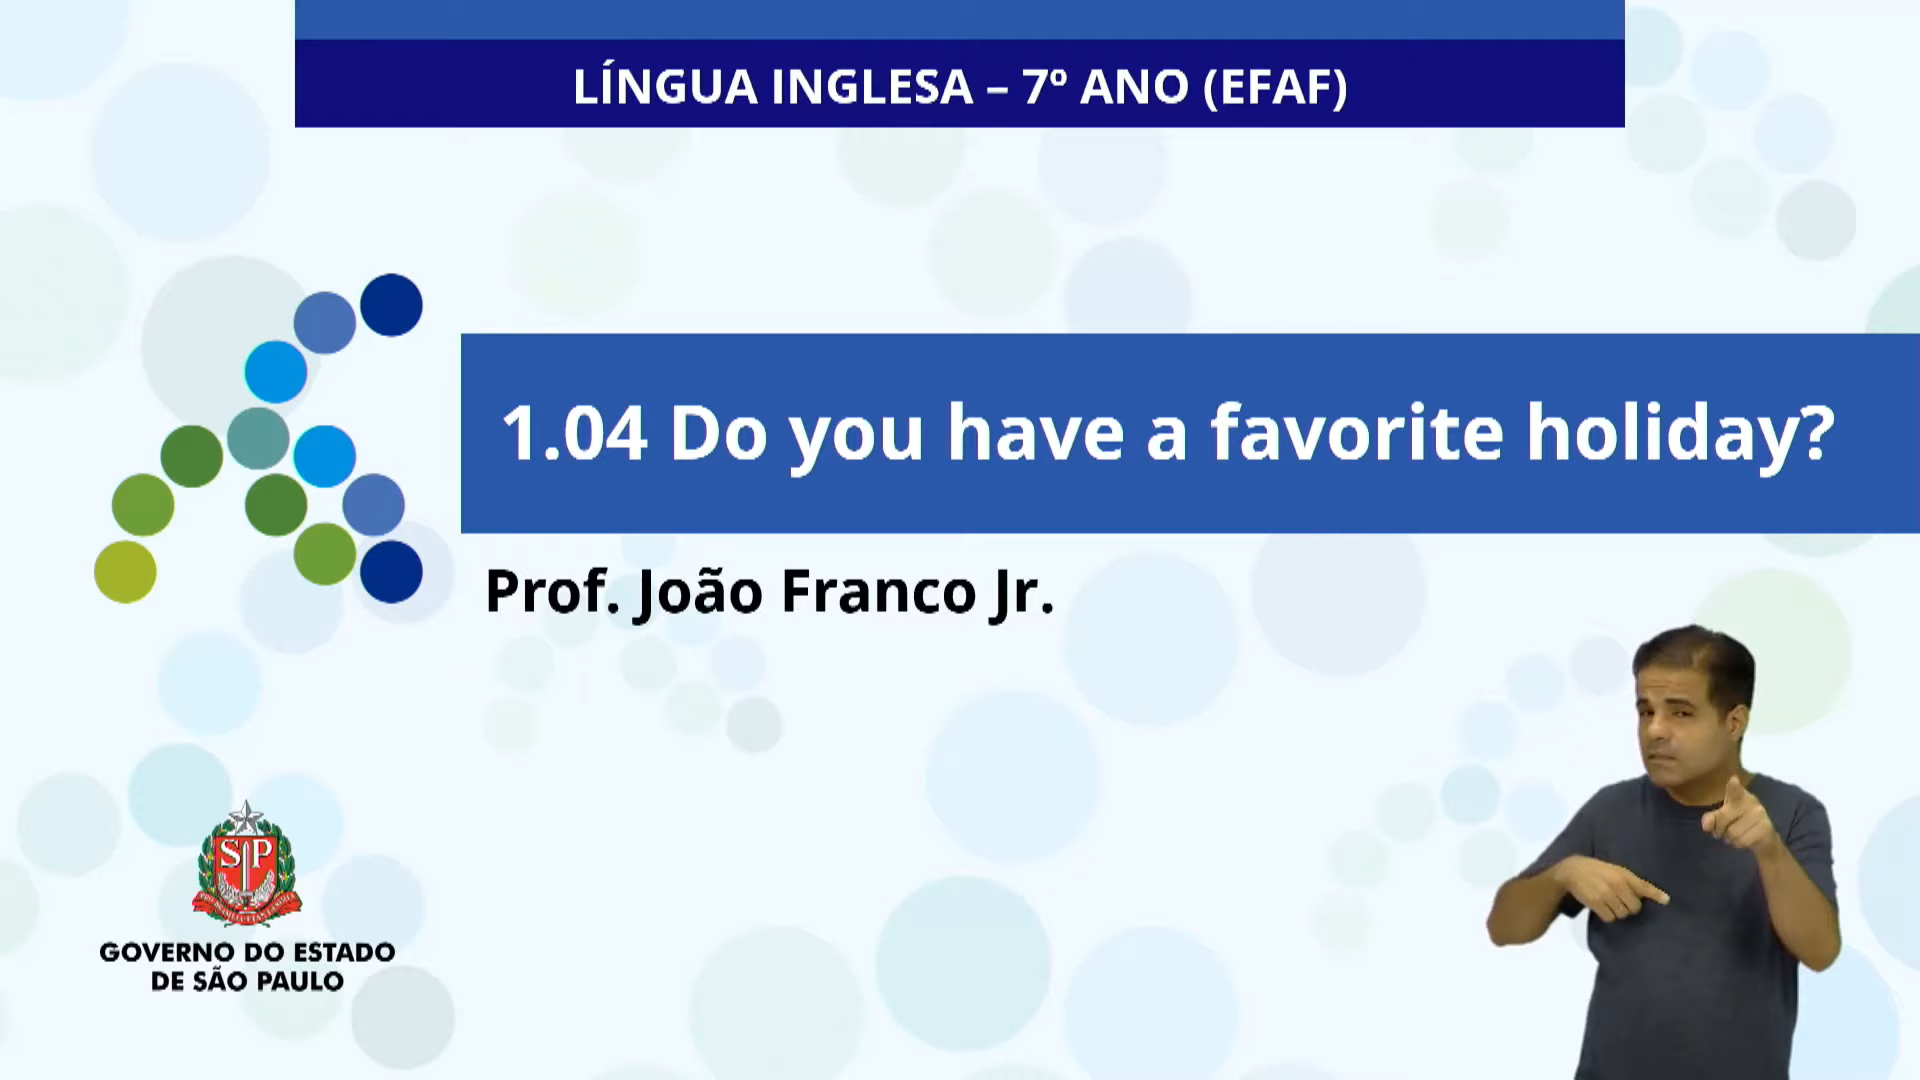 LÍNGUA INGLESA – 7º ANO (EFAF)
1.04 Do you have a favorite holiday?
Prof. João Franco Jr.
SP
GOVERNO DO ESTADO
DE SÃO PAULO